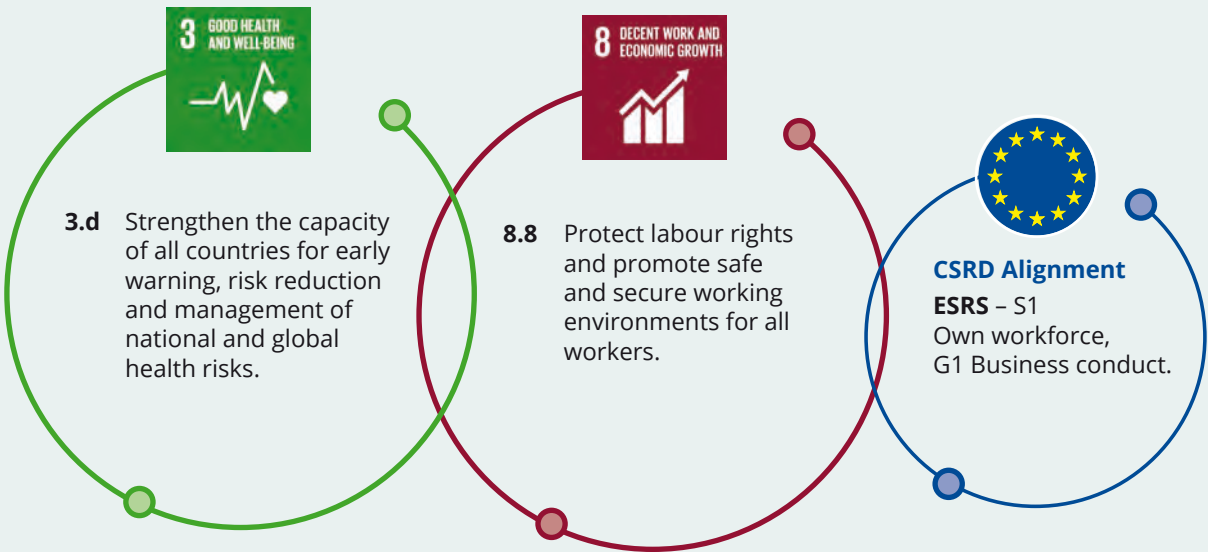 3 GOOD HEALTH
AND WELL-BEING
3.d Strengthen the capacity
of all countries for early
warning, risk reduction
and management of
national and global
health risks.
8 DECENT WORK AND
ECONOMIC GROWTH
8.8 Protect labour rights
and promote safe
and secure working
environments for all
workers.
CSRD Alignment
ESRS – S1
Own workforce,
G1 Business conduct.